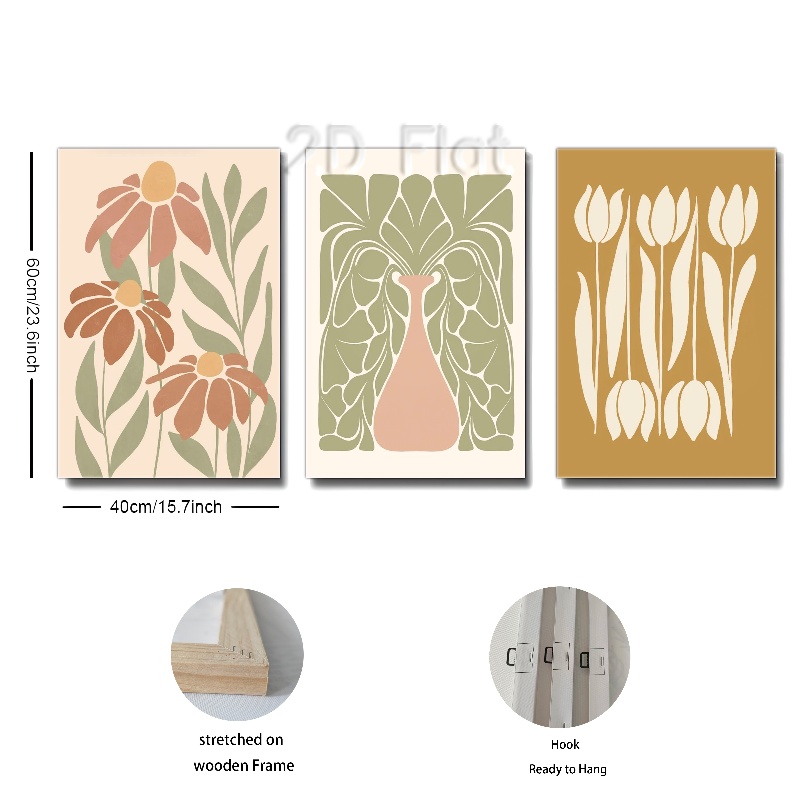 2D Flat
60cm/23.6inch
40cm/15.7inch
stretched on
wooden Frame
Hook
Ready to Hang